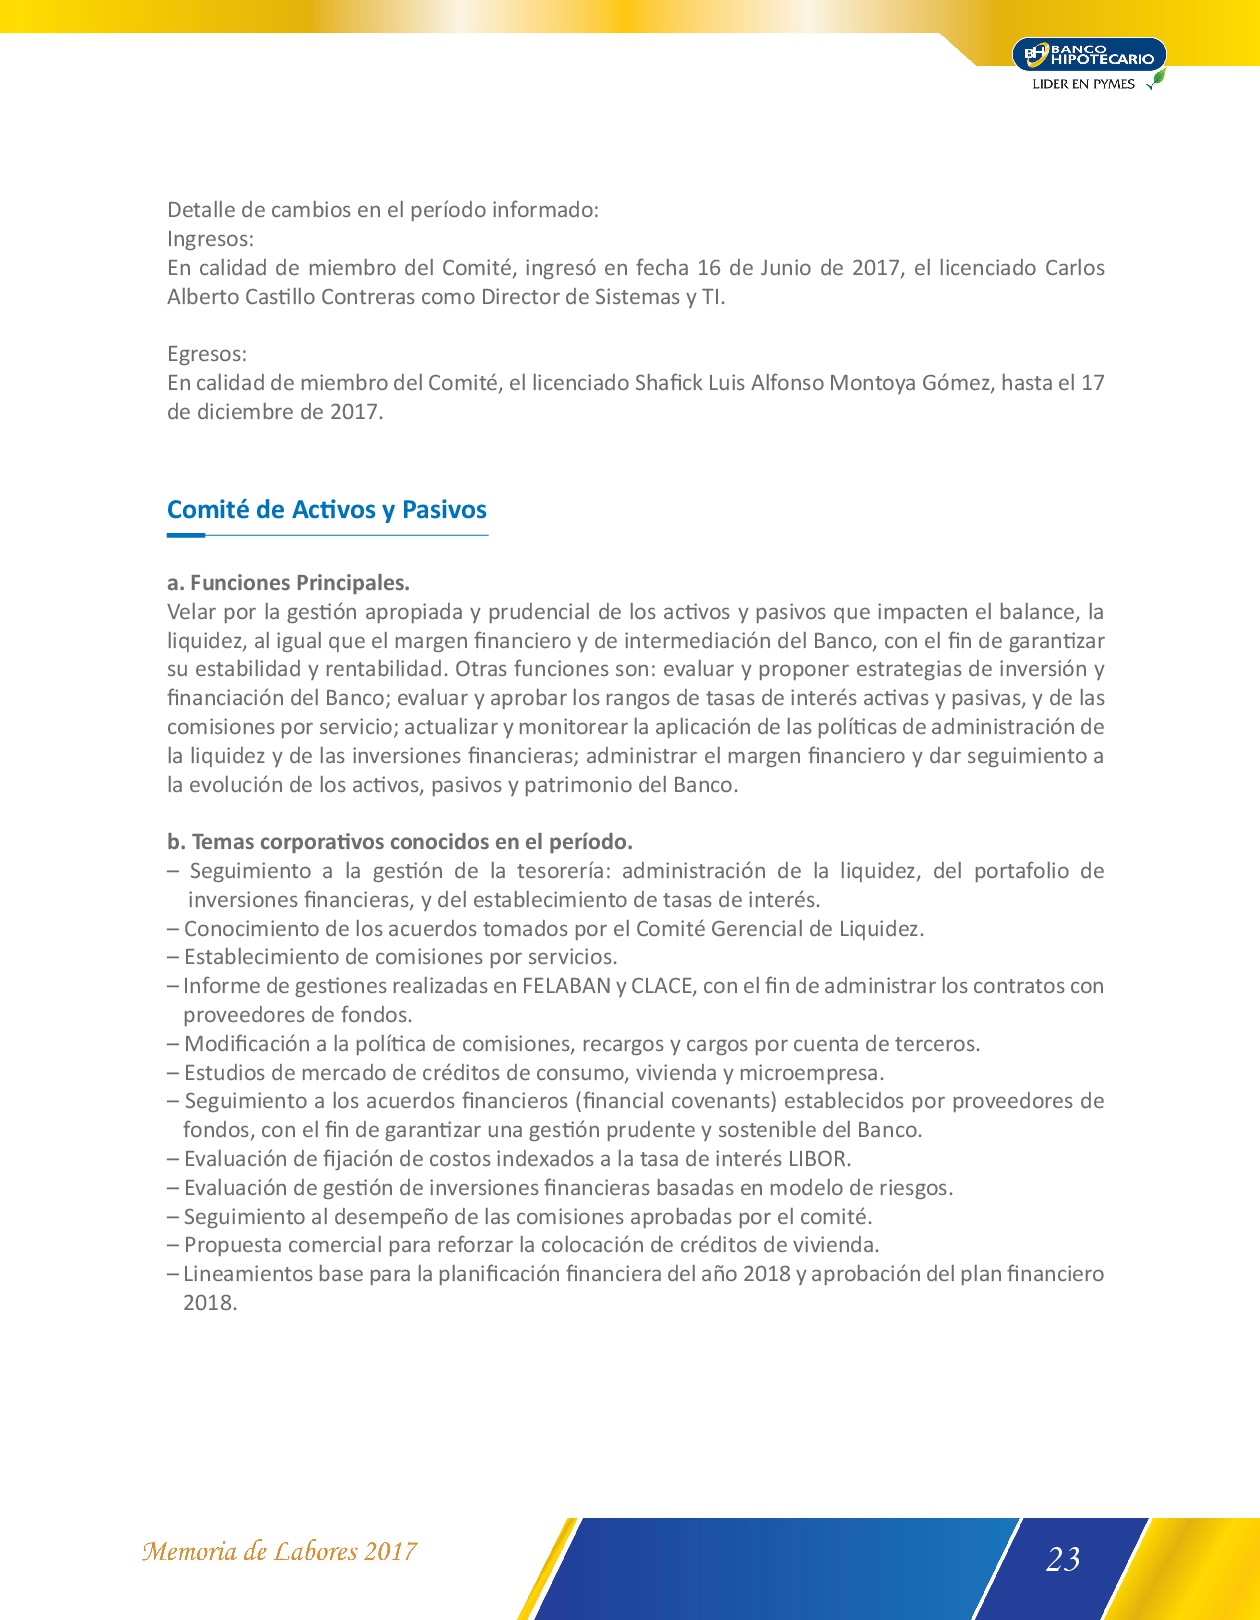 BH BANCO
HIPOTECARIO
LIDER EN PYMES
Detalle de cambios en el período informado:
Ingresos:
En calidad de miembro del Comité, ingresó en fecha 16 de Junio de 2017, el licenciado Carlos
Alberto Castillo Contreras como Director de Sistemas y TI.
Egresos:
En calidad de miembro del Comité, el licenciado Shafick Luis Alfonso Montoya Gómez, hasta el 17
de diciembre de 2017.
Comité de Activos y Pasivos
a. Funciones Principales.
Velar por la gestión apropiada y prudencial de los activos y pasivos que impacten el balance, la
liquidez, al igual que el margen financiero y de intermediación del Banco, con el fin de garantizar
su estabilidad y rentabilidad. Otras funciones son: evaluar y proponer estrategias de inversión y
financiación del Banco; evaluar y aprobar los rangos de tasas de interés activas y pasivas, y de las
comisiones por servicio; actualizar y monitorear la aplicación de las políticas de administración de
la liquidez y de las inversiones financieras; administrar el margen financiero y dar seguimiento a
la evolución de los activos, pasivos y patrimonio del Banco.
b. Temas corporativos conocidos en el período.
– Seguimiento a la gestión de la tesorería: administración de la liquidez, del portafolio de
inversiones financieras, y del establecimiento de tasas de interés.
– Conocimiento de los acuerdos tomados por el Comité Gerencial de Liquidez.
– Establecimiento de comisiones por servicios.
– Informe de gestiones realizadas en FELABAN y CLACE, con el fin de administrar los contratos con
proveedores de fondos.
– Modificación a la política de comisiones, recargos y cargos por cuenta de terceros.
– Estudios de mercado de créditos de consumo, vivienda y microempresa.
– Seguimiento a los acuerdos financieros (financial covenants) establecidos por proveedores de
fondos, con el fin de garantizar una gestión prudente y sostenible del Banco.
– Evaluación de fijación de costos indexados a la tasa de interés LIBOR.
– Evaluación de gestión de inversiones financieras basadas en modelo de riesgos.
– Seguimiento al desempeño de las comisiones aprobadas por el comité.
– Propuesta comercial para reforzar la colocación de créditos de vivienda.
– Lineamientos base para la planificación financiera del año 2018 y aprobación del plan financiero
2018.
Memoria de Labores 2017
23